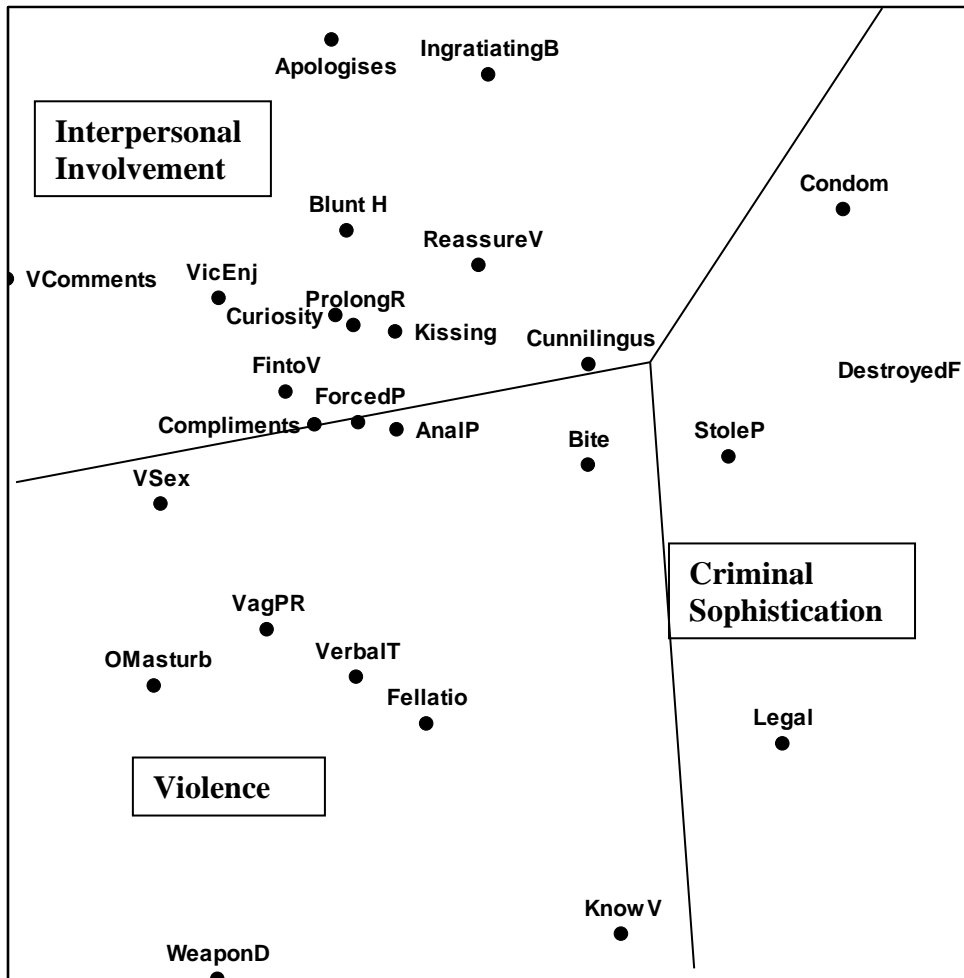 Apologises
IngratiatingB
Interpersonal
Involvement
Condom
Blunt H
ReassureV
VComments
VicEnj
ProlongR
Curiosity
Kissing
Cunnilingus
DestroyedF
FintoV
ForcedP
Compliments
AnalP
Bite
StoleP
VSex
Criminal
Sophistication
VagPR
OMasturb
VerbalT
Fellatio
Legal
Violence
Know V
WeaponD